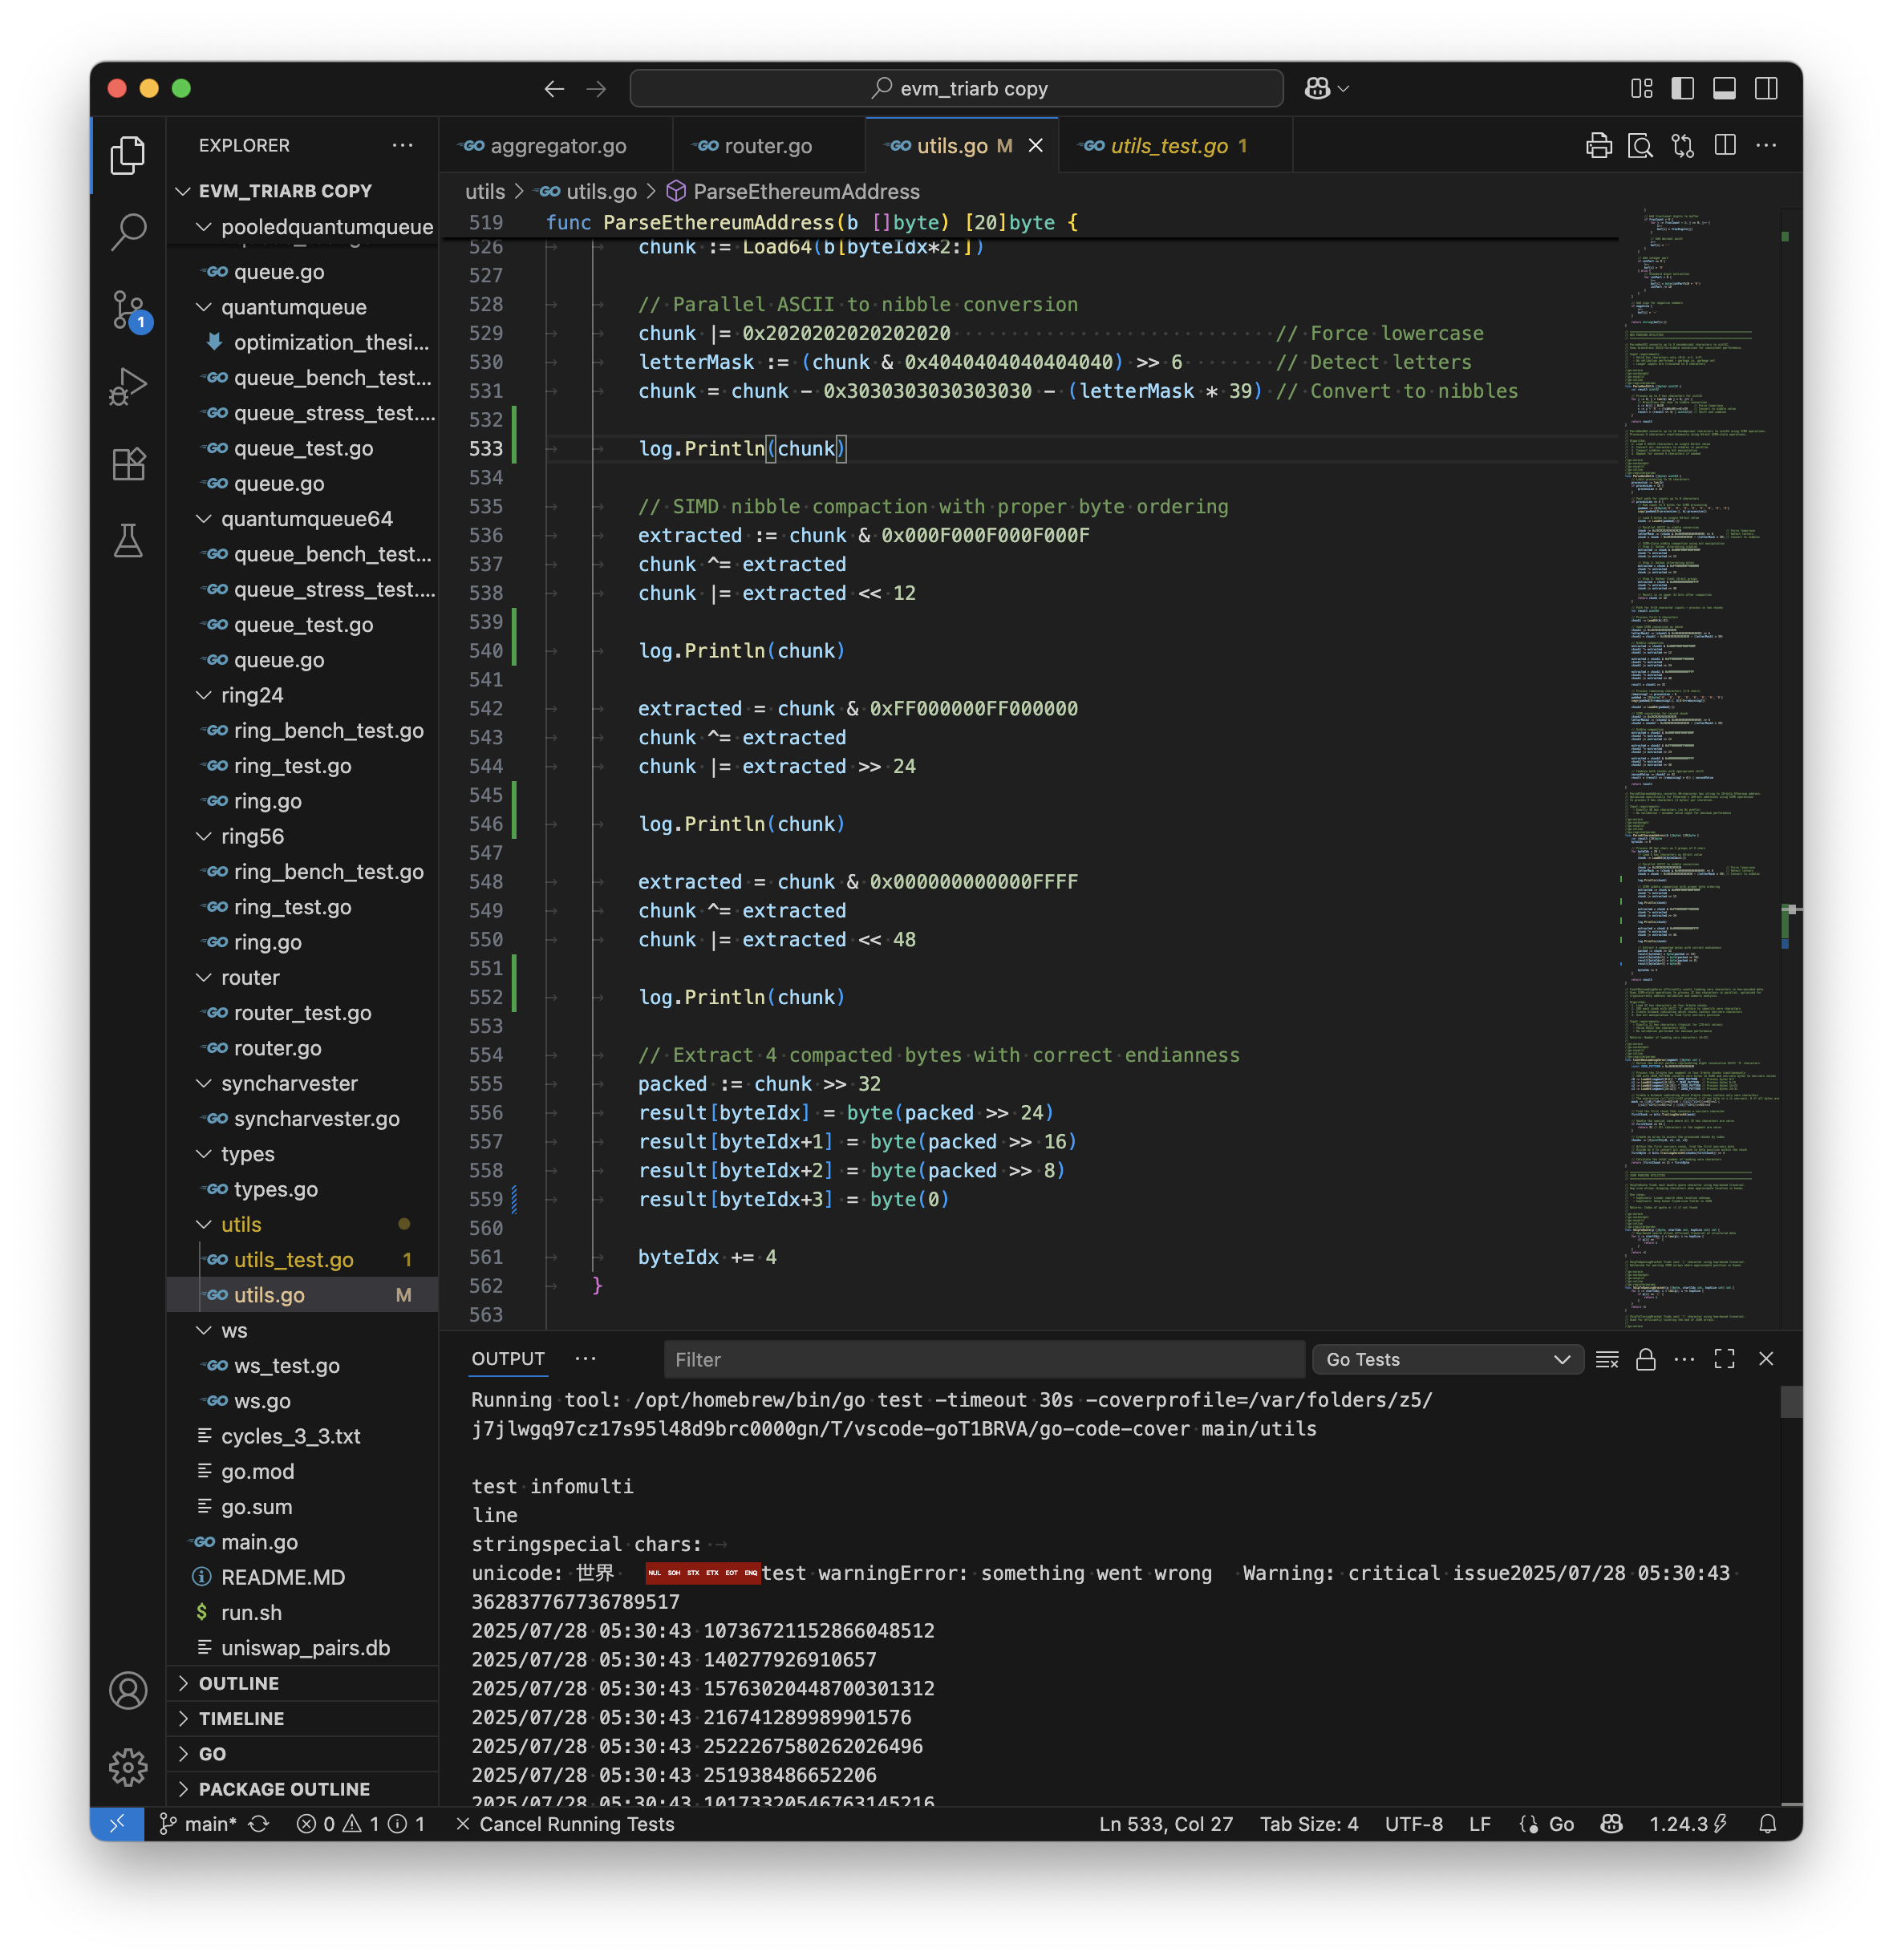 evm_triarb copy
EXPLORER
EVM_TRIARB COPY
pooledquantumqueue
queue.go
quantumqueue
optimization_thesi...
queue_bench_test...
queue_stress_test....
queue_test.go
queue.go
quantumqueue64
queue_bench_test...
queue_stress_test....
queue_test.go
queue.go
ring24
ring_bench_test.go
ring_test.go
ring.go
ring56
ring_bench_test.go
ring_test.go
ring.go
router
router_test.go
router.go
syncharvester
syncharvester.go
types
types.go
utils
utils_test.go 1
utils.go M
ws
ws_test.go
ws.go
cycles_3_3.txt
go.mod
go.sum
main.go
README.MD
$ run.sh
uniswap_pairs.db
OUTLINE
TIMELINE
GO
PACKAGE OUTLINE
1
aggregator.go
router.go
utils.go M
utils_test.go 1
utils > utils.go > ParseEthereumAddress
519 func ParseEthereumAddress(b []byte) [20]byte {
526 chunk := Load64(b[byteIdx*2:])
527
528 // Parallel ASCII to nibble conversion
529 chunk |= 0x2020202020202020 // Force lowercase
530 letterMask := (chunk & 0x4040404040404040) >> 6 // Detect letters
531 chunk = chunk - 0x3030303030303030 - (letterMask * 39) // Convert to nibbles
532
533 log.Println(chunk)
534
535 // SIMD nibble compaction with proper byte ordering
536 extracted := chunk & 0x000F000F000F000F
537 chunk ^= extracted
538 chunk |= extracted << 12
539
540 log.Println(chunk)
541
542 extracted = chunk & 0xFF000000FF000000
543 chunk ^= extracted
544 chunk |= extracted >> 24
545
546 log.Println(chunk)
547
548 extracted = chunk & 0x000000000000FFFF
549 chunk ^= extracted
550 chunk |= extracted << 48
551
552 log.Println(chunk)
553
554 // Extract 4 compacted bytes with correct endianness
555 packed := chunk >> 32
556 result[byteIdx] = byte(packed >> 24)
557 result[byteIdx+1] = byte(packed >> 16)
558 result[byteIdx+2] = byte(packed >> 8)
559 result[byteIdx+3] = byte(0)
560
561 byteIdx += 4
562 }
563
OUTPUT
Filter
Go Tests
Running tool: /opt/homebrew/bin/go test -timeout 30s -coverprofile=/var/folders/z5/
j7jlwgq97cz17s95l48d9brc0000gn/T/vscode-goT1BRVA/go-code-cover main/utils
test infomulti
line
stringspecial chars:
unicode: 世界 NUL SOH STX ETX EOT ENQ test warningError: something went wrong Warning: critical issue2025/07/28 05:30:43
362837767736789517
2025/07/28 05:30:43 10736721152866048512
2025/07/28 05:30:43 140277926910657
2025/07/28 05:30:43 15763020448700301312
2025/07/28 05:30:43 216741289989901576
2025/07/28 05:30:43 2522267580262026496
2025/07/28 05:30:43 251938486652206
2025/07/28 05:30:43 10173320546763145216
main* 0 1 1 Cancel Running Tests
Ln 533, Col 27 Tab Size: 4 UTF-8 LF Go 1.24.3